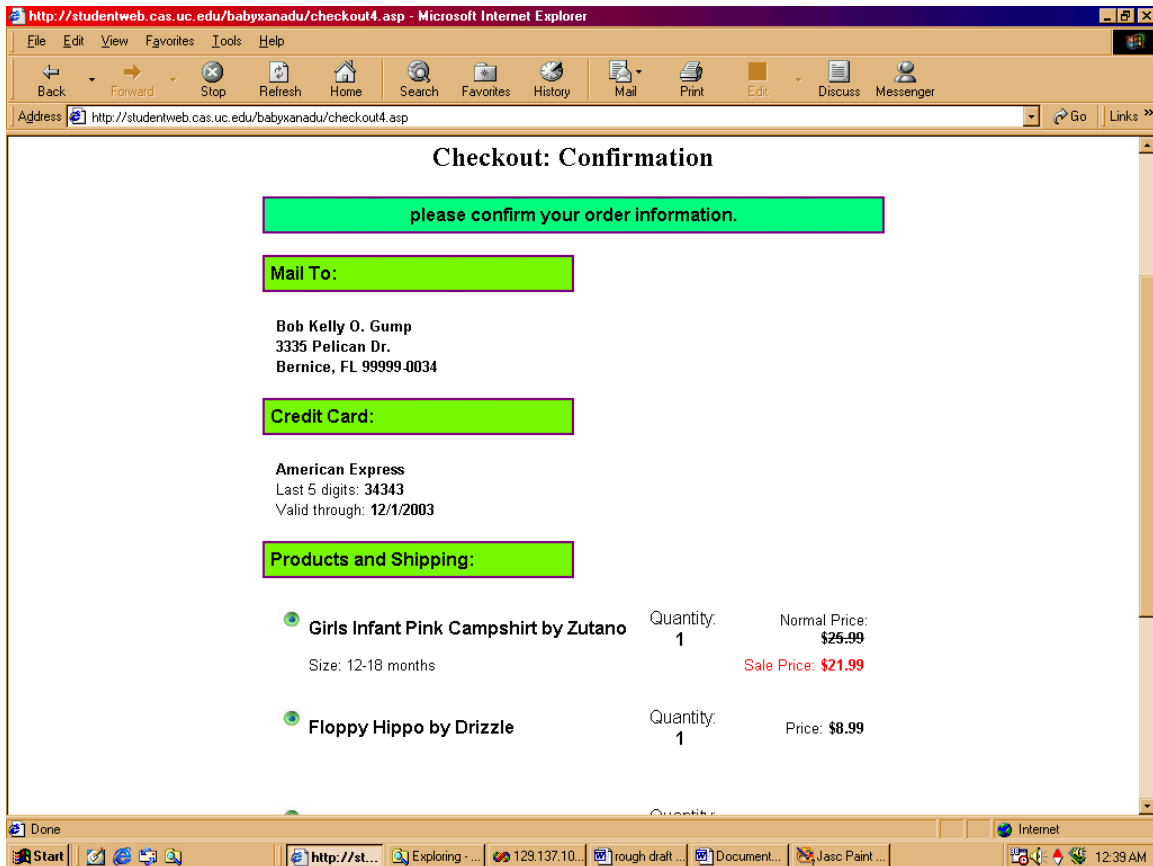 http://studentweb.cas.uc.edu/babyxanadu/checkout4.asp - Microsoft Internet Explorer
File Edit View Favorites Tools Help
Back Forward Stop Refresh Home Search Favorites History Mail Print Edit Discuss Messenger
Address http://studentweb.cas.uc.edu/babyxanadu/checkout4.asp Go Links »
Checkout: Confirmation
please confirm your order information.
Mail To:
Bob Kelly O. Gump
3335 Pelican Dr.
Bernice, FL 99999-0034
Credit Card:
American Express
Last 5 digits: 34343
Valid through: 12/1/2003
Products and Shipping:
Girls Infant Pink Campshirt by Zutano Quantity: 1 Normal Price: $25.99
Size: 12-18 months Sale Price: $21.99
Floppy Hippo by Drizzle Quantity: 1 Price: $8.99
Quantity:
Done Internet
Start http://st... Exploring - ... 129.137.10... rough draft ... Document... Jasc Paint ... 12:39 AM